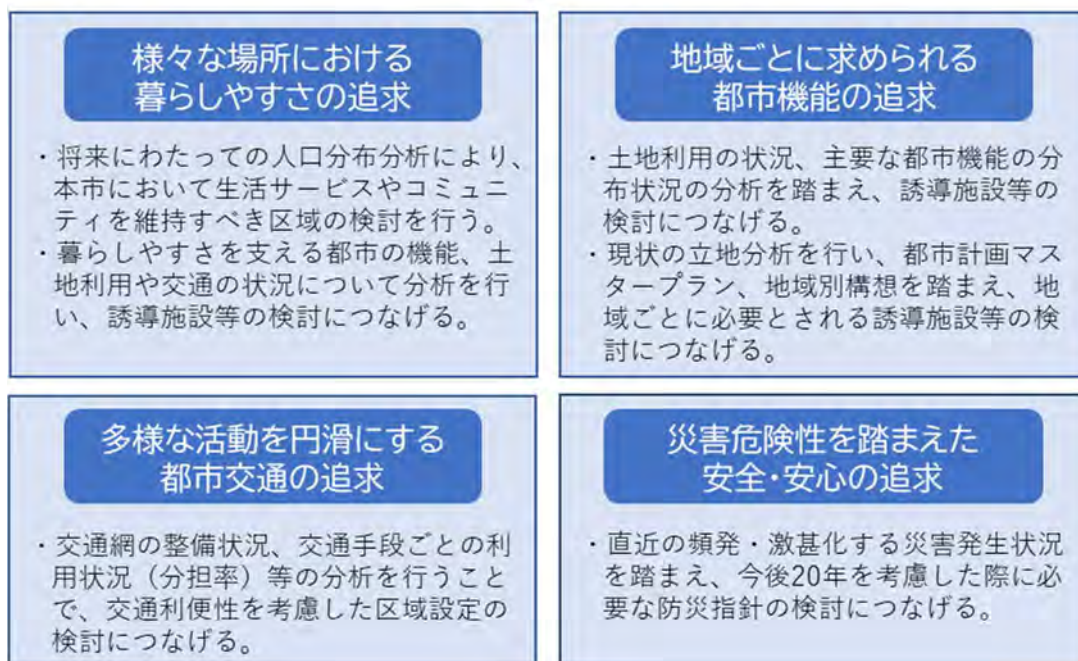 様々な場所における
暮らしやすさの追求
・将来にわたっての人口分布分析により、
本市において生活サービスやコミュニ
ティを維持すべき区域の検討を行う。
・暮らしやすさを支える都市の機能、土
地利用や交通の状況について分析を行
い、誘導施設等の検討につなげる。
地域ごとに求められる
都市機能の追求
・土地利用の状況、主要な都市機能の分
布状況の分析を踏まえ、誘導施設等の
検討につなげる。
・現状の立地分析を行い、都市計画マス
タープラン、地域別構想を踏まえ、地
域ごとに必要とされる誘導施設等の検
討につなげる。
多様な活動を円滑にする
都市交通の追求
・交通網の整備状況、交通手段ごとの利
用状況（分担率）等の分析を行うこと
で、交通利便性を考慮した区域設定の
検討につなげる。
災害危険性を踏まえた
安全・安心の追求
・直近の頻発・激甚化する災害発生状況
を踏まえ、今後20年を考慮した際に必
要な防災指針の検討につなげる。